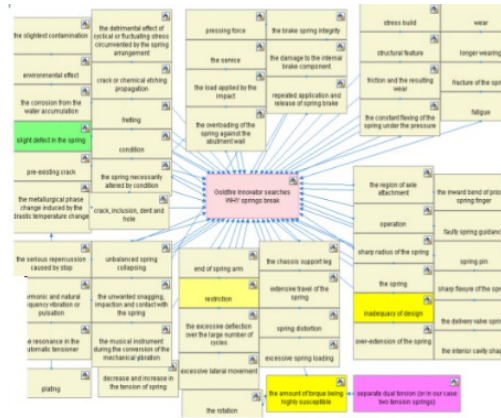 the slightest contamination
environmental effect
the corrosion from the
water accumulation
slight defect in the spring
pre-existing crack
the metallurgical phase
change induced by the
drastic temperature change
the detrimental effect of
cyclical or fluctuating stress
circumvented by the spring
arrangement
crack or chemical etching
propagation
fretting
condition
the spring necessarily
altered by condition
crack, inclusion, dent and
hole
pressing force
the service
the load applied by the
impact
the overloading of the
spring against the
abutment wall
the brake spring integrity
the damage to the internal
brake component
repeated application and
release of spring brake
stress build
structural feature
friction and the resulting
wear
the constant flexing of the
spring under the pressure
wear
longer-wearing
fracture of the
fatigue
Goldfire Innovator searches
WHY springs break
the region of axle
attachment
operation
sharp radius of the spring
the spring
inadequacy of design
over-extension of the spring
the inward bend of
spring finger
faulty spring
spring pin
sharp flexure of the
the delivery valve
the interior cavity
the serious repercussion
caused by stop
and natural
vibration or
pulsation
resonance in the
tensioner
plating
unbalanced spring
collapsing
the unwanted snagging,
impaction and contact with the
spring
the musical instrument
during the conversion of the
mechanical vibration
decrease and increase in
the tension of spring
end of spring arm
restriction
the excessive deflection
over the large number of
cycles
excessive lateral movement
the rotation
the chassis support leg
extensive travel of the
spring
spring distortion
excessive spring loading
the amount of torque being
highly susceptible
separate dual tension (or in our case
two tension springs)